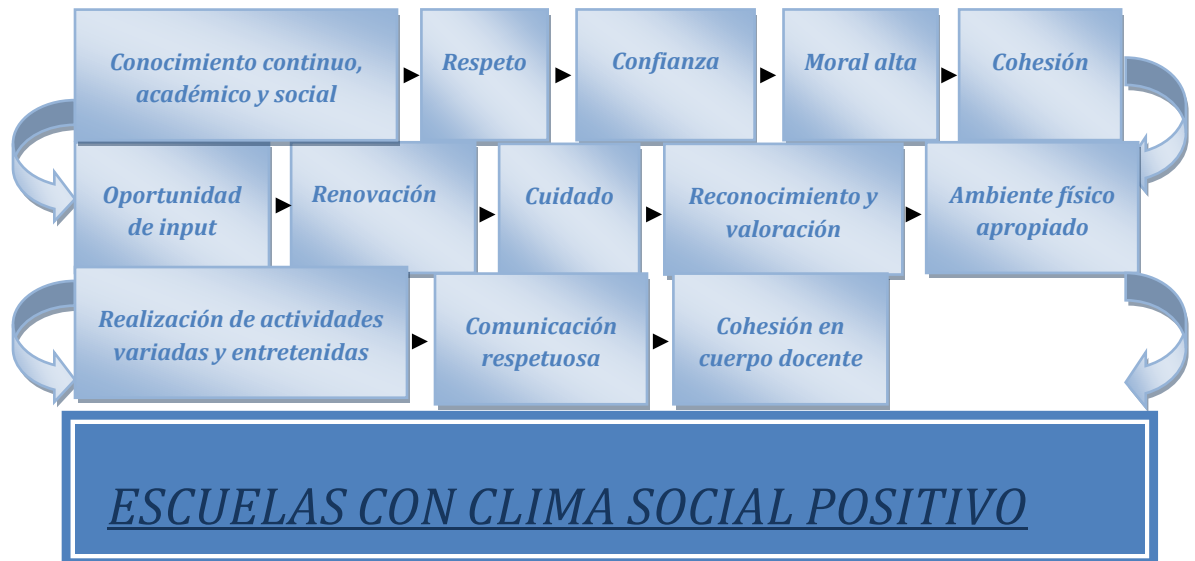 Conocimiento continuo,
académico y social
Respeto
Confianza
Moral alta
Cohesión
Oportunidad
de input
Renovación
Cuidado
Reconocimiento y
valoración
Ambiente físico
apropiado
Realización de actividades
variadas y entretenidas
Comunicación
respetuosa
Cohesión en
cuerpo docente
ESCUELAS CON CLIMA SOCIAL POSITIVO